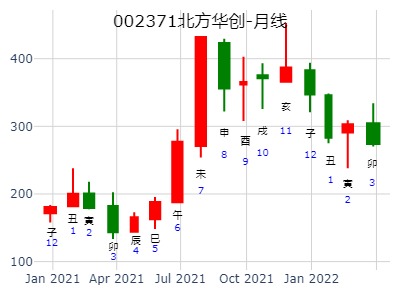 002371北方华创-月线
400
300
200
100
子
12
丑
1
寅
2
卯
3
辰
4
巳
5
午
6
未
7
申
8
酉
9
戌
10
亥
11
子
12
丑
1
寅
2
卯
3
Jan 2021
Apr 2021
Jul 2021
Oct 2021
Jan 2022